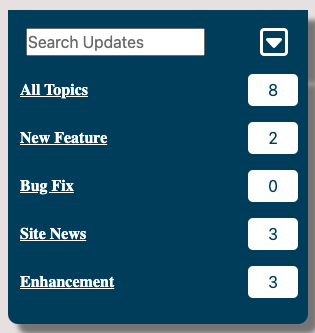 Search Updates
All Topics 8
New Feature 2
Bug Fix 0
Site News 3
Enhancement 3